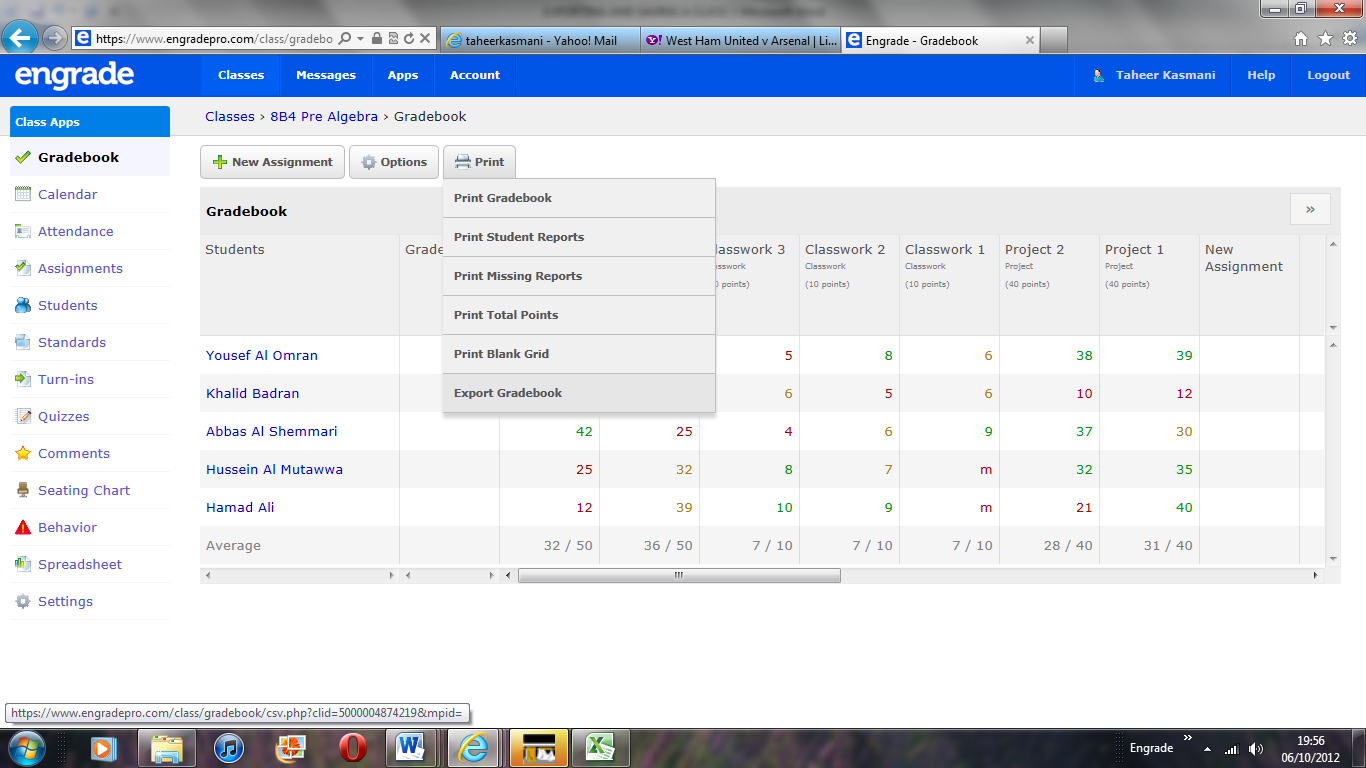 https://www.engradepro.com/class/gradebo
taheerkasmani - Yahoo! Mail
West Ham United v Arsenal | Li...
Engrade - Gradebook
engrade
Classes
Messages
Apps
Account
Taheer Kasmani
Help
Logout
Class Apps
Gradebook
Calendar
Attendance
Assignments
Students
Standards
Turn-ins
Quizzes
Comments
Seating Chart
Behavior
Spreadsheet
Settings
Classes › 8B4 Pre Algebra › Gradebook
New Assignment
Options
Print
Print Gradebook
Print Student Reports
Print Missing Reports
Print Total Points
Print Blank Grid
Export Gradebook
Gradebook
»
Students Grade lasswork 3 Classwork 2 Classwork 1 Project 2 Project 1 New Assignment
sswork Classwork Classwork Project Project
points) (10 points) (10 points) (40 points) (40 points)
Yousef Al Omran 5 8 6 38 39
Khalid Badran 6 5 6 10 12
Abbas Al Shemmari 42 25 4 6 9 37 30
Hussein Al Mutawwa 25 32 8 7 m 32 35
Hamad Ali 12 39 10 9 m 21 40
Average 32 / 50 36 / 50 7 / 10 7 / 10 7 / 10 28 / 40 31 / 40
https://www.engradepro.com/class/gradebook/csv.php?clid=5000004874219&mpid=
Engrade
19:56
06/10/2012